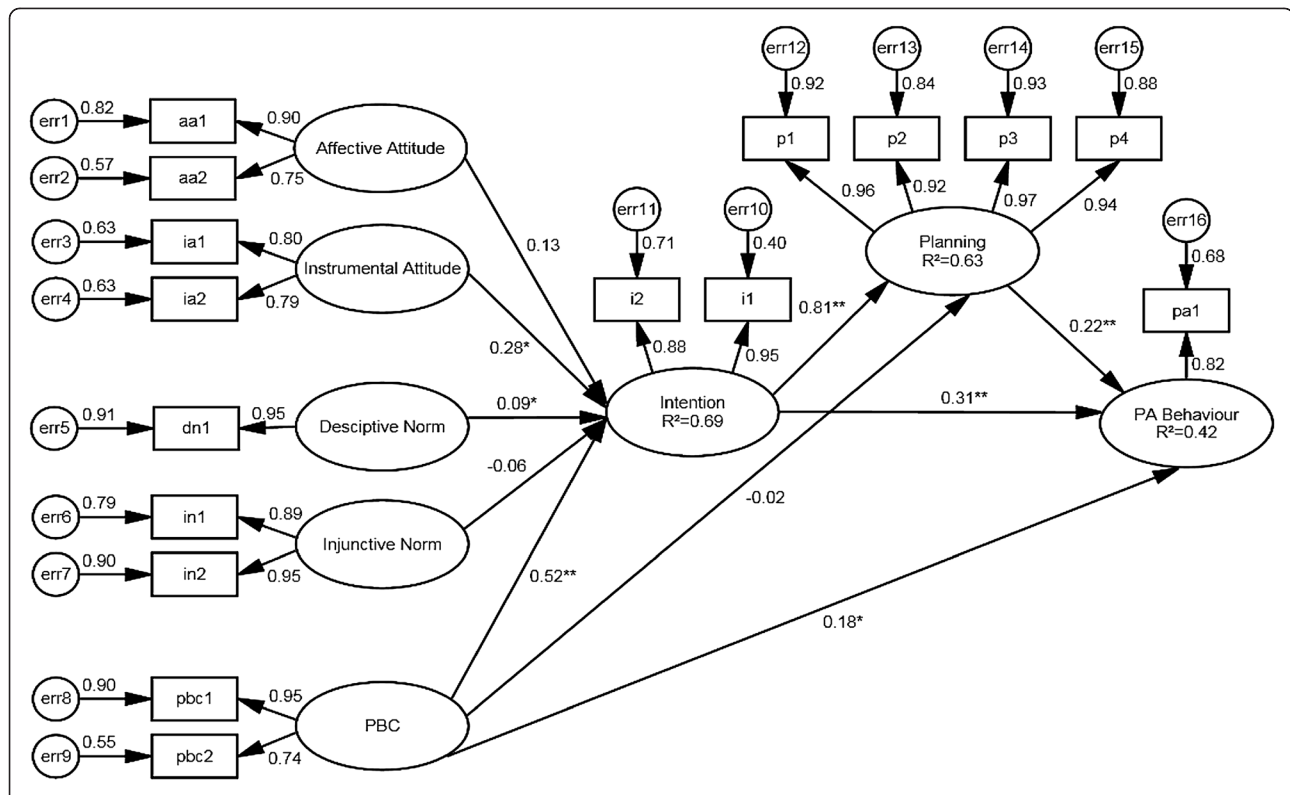 err12
err13
err14
err15
0.92
0.84
0.93
0.88
p1
p2
p3
p4
0.96
0.92
0.97
0.94
err1
0.82
aa1
0.90
Affective Attitude
err2
0.57
aa2
0.75
err3
0.63
ia1
0.80
Instrumental Attitude
err4
0.63
ia2
0.79
0.13
0.28*
err11
err10
0.71
0.40
i2
i1
0.88
0.95
Planning
R²=0.63
err16
0.68
pa1
0.82
0.81**
0.22**
err5
0.91
dn1
0.95
Desciptive Norm
0.09*
Intention
R²=0.69
0.31**
PA Behaviour
R²=0.42
-0.06
-0.02
err6
0.79
in1
0.89
Injunctive Norm
err7
0.90
in2
0.95
0.52**
0.18*
err8
0.90
pbc1
0.95
PBC
err9
0.55
pbc2
0.74